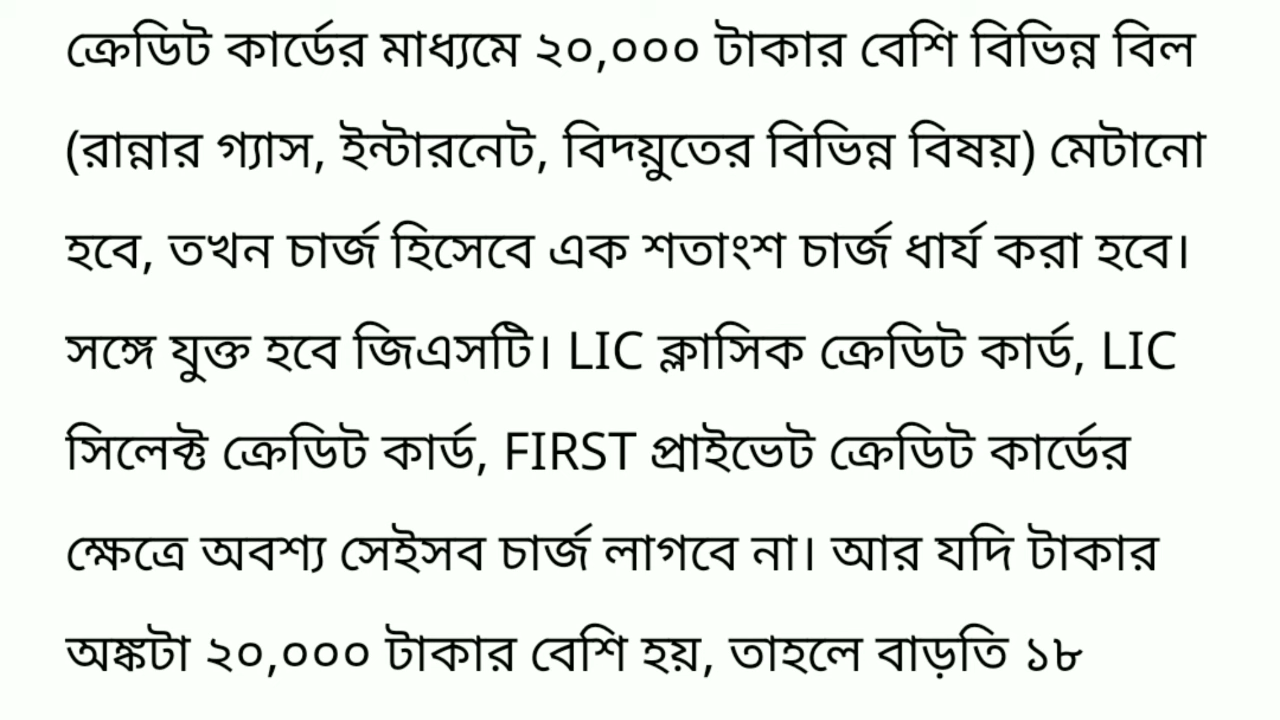 ক্রেডিট কার্ডের মাধ্যমে ২০,০০০ টাকার বেশি বিভিন্ন বিল
(রান্নার গ্যাস, ইন্টারনেট, বিদয়ুতের বিভিন্ন বিষয়) মেটানো
হবে, তখন চার্জ হিসেবে এক শতাংশ চার্জ ধার্য করা হবে।
সঙ্গে যুক্ত হবে জিএসটি। LIC ক্লাসিক ক্রেডিট কার্ড, LIC
সিলেক্ট ক্রেডিট কার্ড, FIRST প্রাইভেট ক্রেডিট কার্ডের
ক্ষেত্রে অবশ্য সেইসব চার্জ লাগবে না। আর যদি টাকার
অঙ্কটা ২০,০০০ টাকার বেশি হয়, তাহলে বাড়তি ১৮